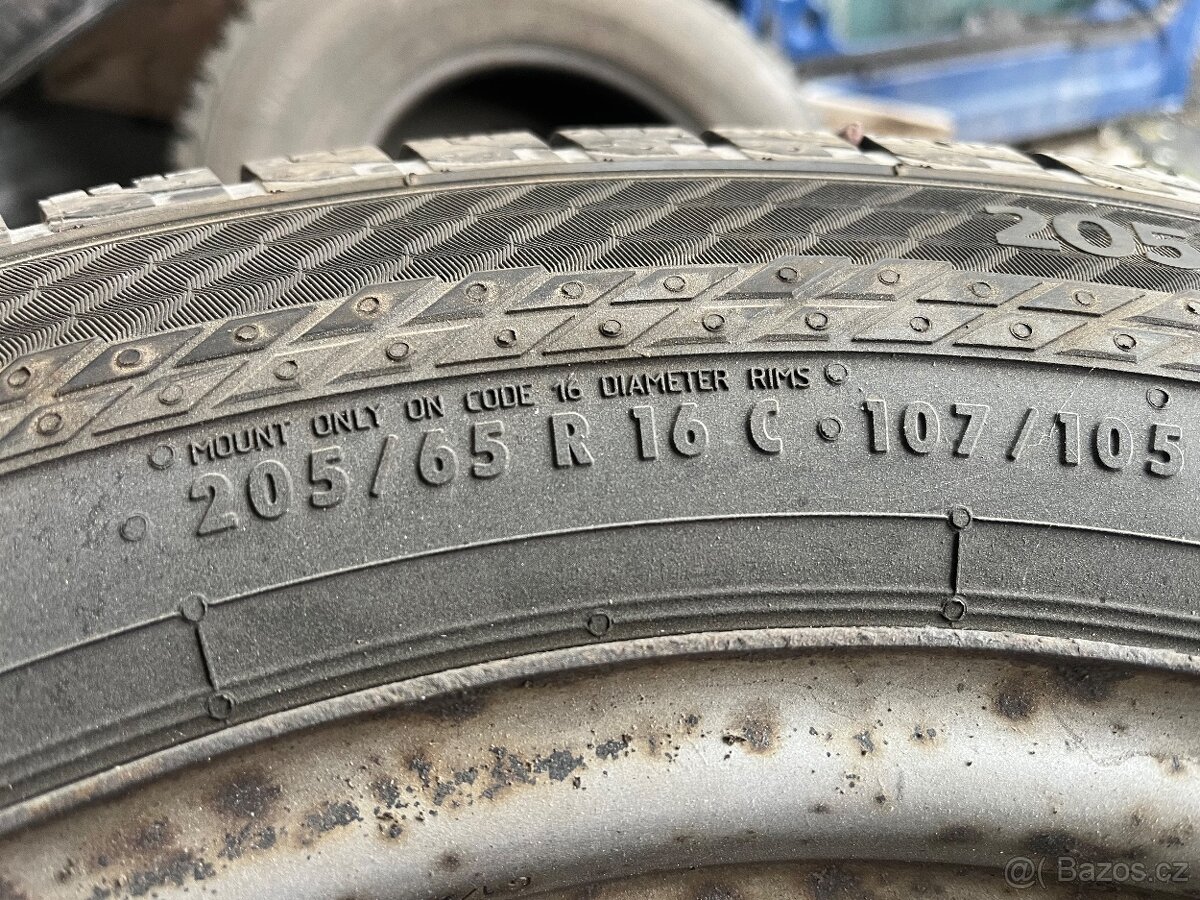 205
MOUNT ONLY ON CODE 16 DIAMETER RIMS
205/65 R 16 C · 107/105
@ Bazos.cz